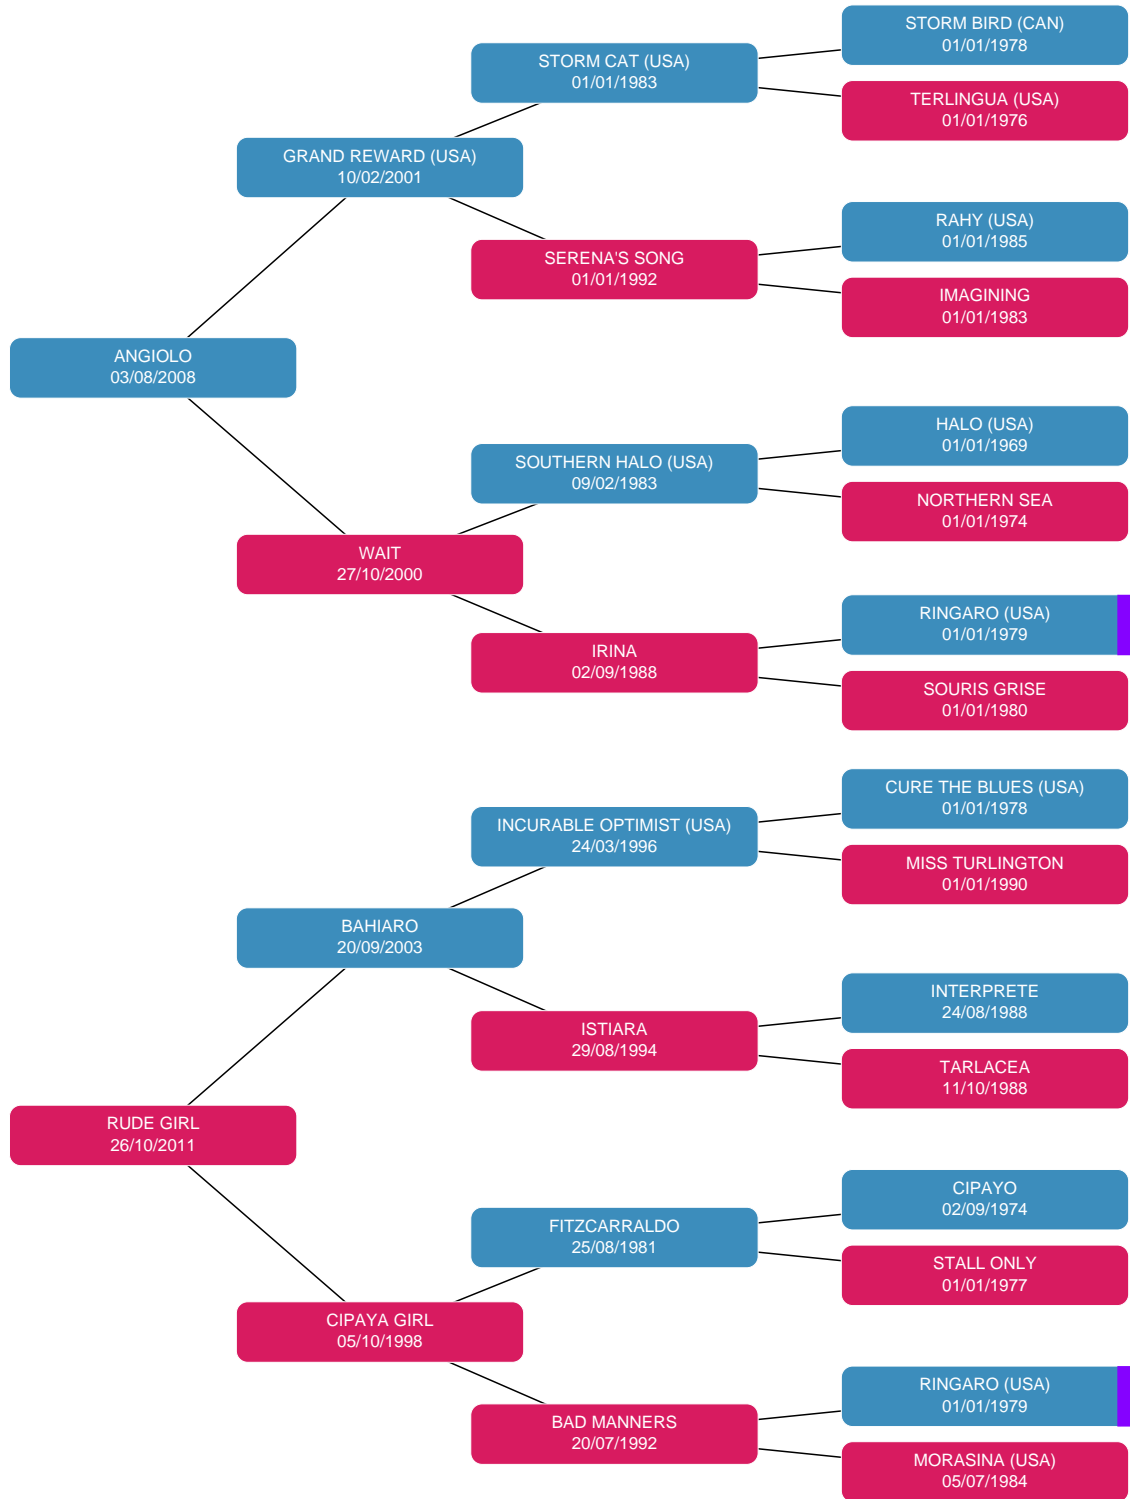 STORM BIRD (CAN)
01/01/1978
STORM CAT (USA)
01/01/1983
TERLINGUA (USA)
01/01/1976
GRAND REWARD (USA)
10/02/2001
RAHY (USA)
01/01/1985
SERENA'S SONG
01/01/1992
IMAGINING
01/01/1983
ANGIOLO
03/08/2008
HALO (USA)
01/01/1969
SOUTHERN HALO (USA)
09/02/1983
NORTHERN SEA
01/01/1974
WAIT
27/10/2000
RINGARO (USA)
01/01/1979
IRINA
02/09/1988
SOURIS GRISE
01/01/1980
CURE THE BLUES (USA)
01/01/1978
INCURABLE OPTIMIST (USA)
24/03/1996
MISS TURLINGTON
01/01/1990
BAHIARO
20/09/2003
INTERPRETE
24/08/1988
ISTIARA
29/08/1994
TARLACEA
11/10/1988
RUDE GIRL
26/10/2011
CIPAYO
02/09/1974
FITZCARRALDO
25/08/1981
STALL ONLY
01/01/1977
CIPAYA GIRL
05/10/1998
RINGARO (USA)
01/01/1979
BAD MANNERS
20/07/1992
MORASINA (USA)
05/07/1984